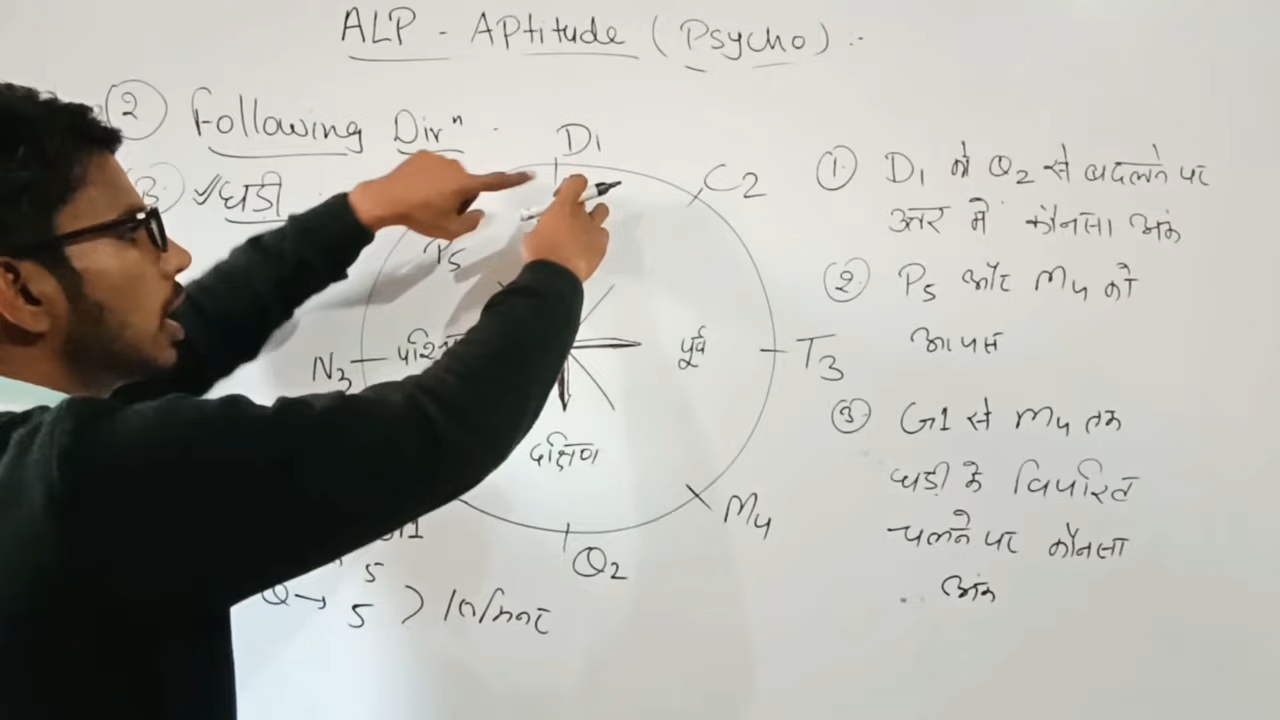 ALP - APtitude (Psycho) :-
② Following Dirⁿ -
③ घडी
D1
C2
P5
N3
पश्चि
पूर्व
T3
दक्षिण
M4
Q2
5
Q → 5 >
① D1 को Q2 से बदलने पर
उत्तर में कौनसा अंक
② P5 और M4 को
आपस
③ G1 से M4 तक
घड़ी के विपरित
चलने पर कौनसा
अंक